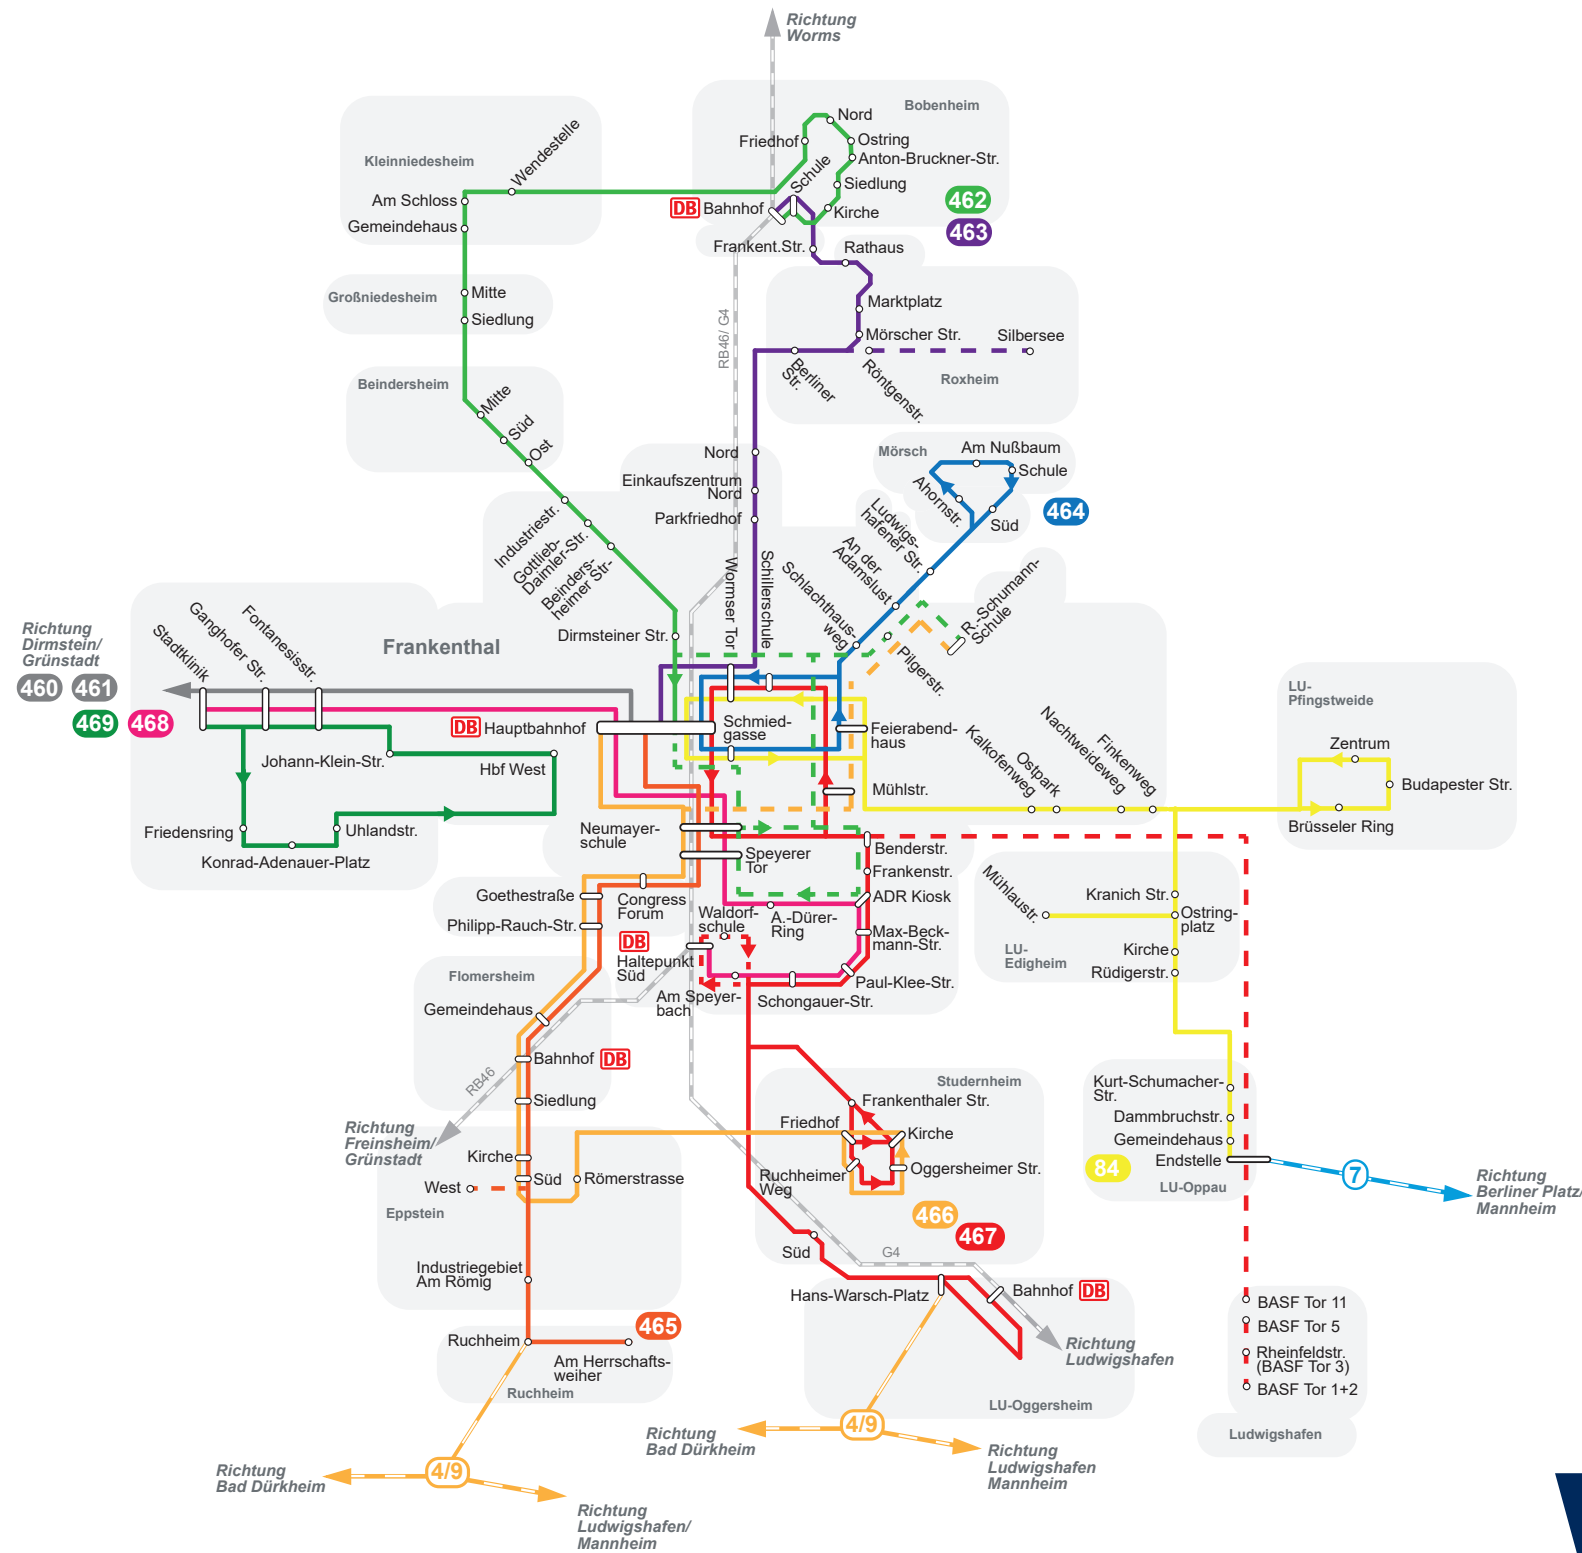 Richtung
Worms
Bobenheim
Nord
Friedhof
Ostring
Anton-Bruckner-Str.
Schule
Siedlung
Kirche
DB Bahnhof
462
463
Frankent.Str.
Rathaus
Kleinniedesheim
Wendestelle
Am Schloss
Gemeindehaus
Großniedesheim
Mitte
Siedlung
Beindersheim
Mitte
Süd
Ost
RB46/ G4
Marktplatz
Mörscher Str.
Silbersee
Berliner
Str.
Röntgenstr.
Roxheim
Nord
Einkaufszentrum
Nord
Parkfriedhof
Mörsch
Am Nußbaum
Schule
Ahornstr.
Süd
464
Industriestr.
Gottlieb-
Daimler-Str.
Beinders-
heimer Str-
Dirmsteiner Str.
Wormser Tor
Schillerschule
Schlachthaus-
weg
An der
Adamslust
Ludwigs-
hafener Str.
Pilgerstr.
R.-Schumann-
Schule
Richtung
Dirmstein/
Grünstadt
460
461
469
468
Stadtklinik
Ganghofer Str.
Fontanesisstr.
Frankenthal
DB Hauptbahnhof
Johann-Klein-Str.
Hbf West
Friedensring
Uhlandstr.
Konrad-Adenauer-Platz
Schmied-
gasse
Feierabend-
haus
Mühlstr.
Kalkofenweg
Ostpark
Nachtweideweg
Finkenweg
LU-
Pfingstweide
Zentrum
Budapester Str.
Brüsseler Ring
Neumayer-
schule
Speyerer
Tor
Benderstr.
Frankenstr.
ADR Kiosk
Goethestraße
Congress
Forum
Philipp-Rauch-Str.
Waldorf-
schule
A.-Dürer-
Ring
Max-Beck-
mann-Str.
DB
Haltepunkt
Süd
Am Speyer-
bach
Schongauer-Str.
Paul-Klee-Str.
Mühlaustr.
Kranich Str.
Ostring-
platz
LU-
Edigheim
Kirche
Rüdigerstr.
Flomersheim
Gemeindehaus
Bahnhof DB
RB46
Siedlung
Richtung
Freinsheim/
Grünstadt
Kirche
Süd
West
Römerstrasse
Eppstein
Industriegebiet
Am Römig
Studernheim
Frankenthaler Str.
Friedhof
Kirche
Ruchheimer
Weg
Oggersheimer Str.
466
467
Süd
G4
Kurt-Schumacher-
Str.
Dammbruchstr.
Gemeindehaus
Endstelle
84
LU-Oppau
7
Richtung
Berliner Platz/
Mannheim
Hans-Warsch-Platz
Bahnhof DB
Richtung
Ludwigshafen
LU-Oggersheim
BASF Tor 11
BASF Tor 5
Rheinfeldstr.
(BASF Tor 3)
BASF Tor 1+2
Ludwigshafen
465
Ruchheim
Am Herrschafts-
weiher
Ruchheim
4/9
Richtung
Bad Dürkheim
Richtung
Ludwigshafen
Mannheim
4/9
Richtung
Bad Dürkheim
Richtung
Ludwigshafen/
Mannheim